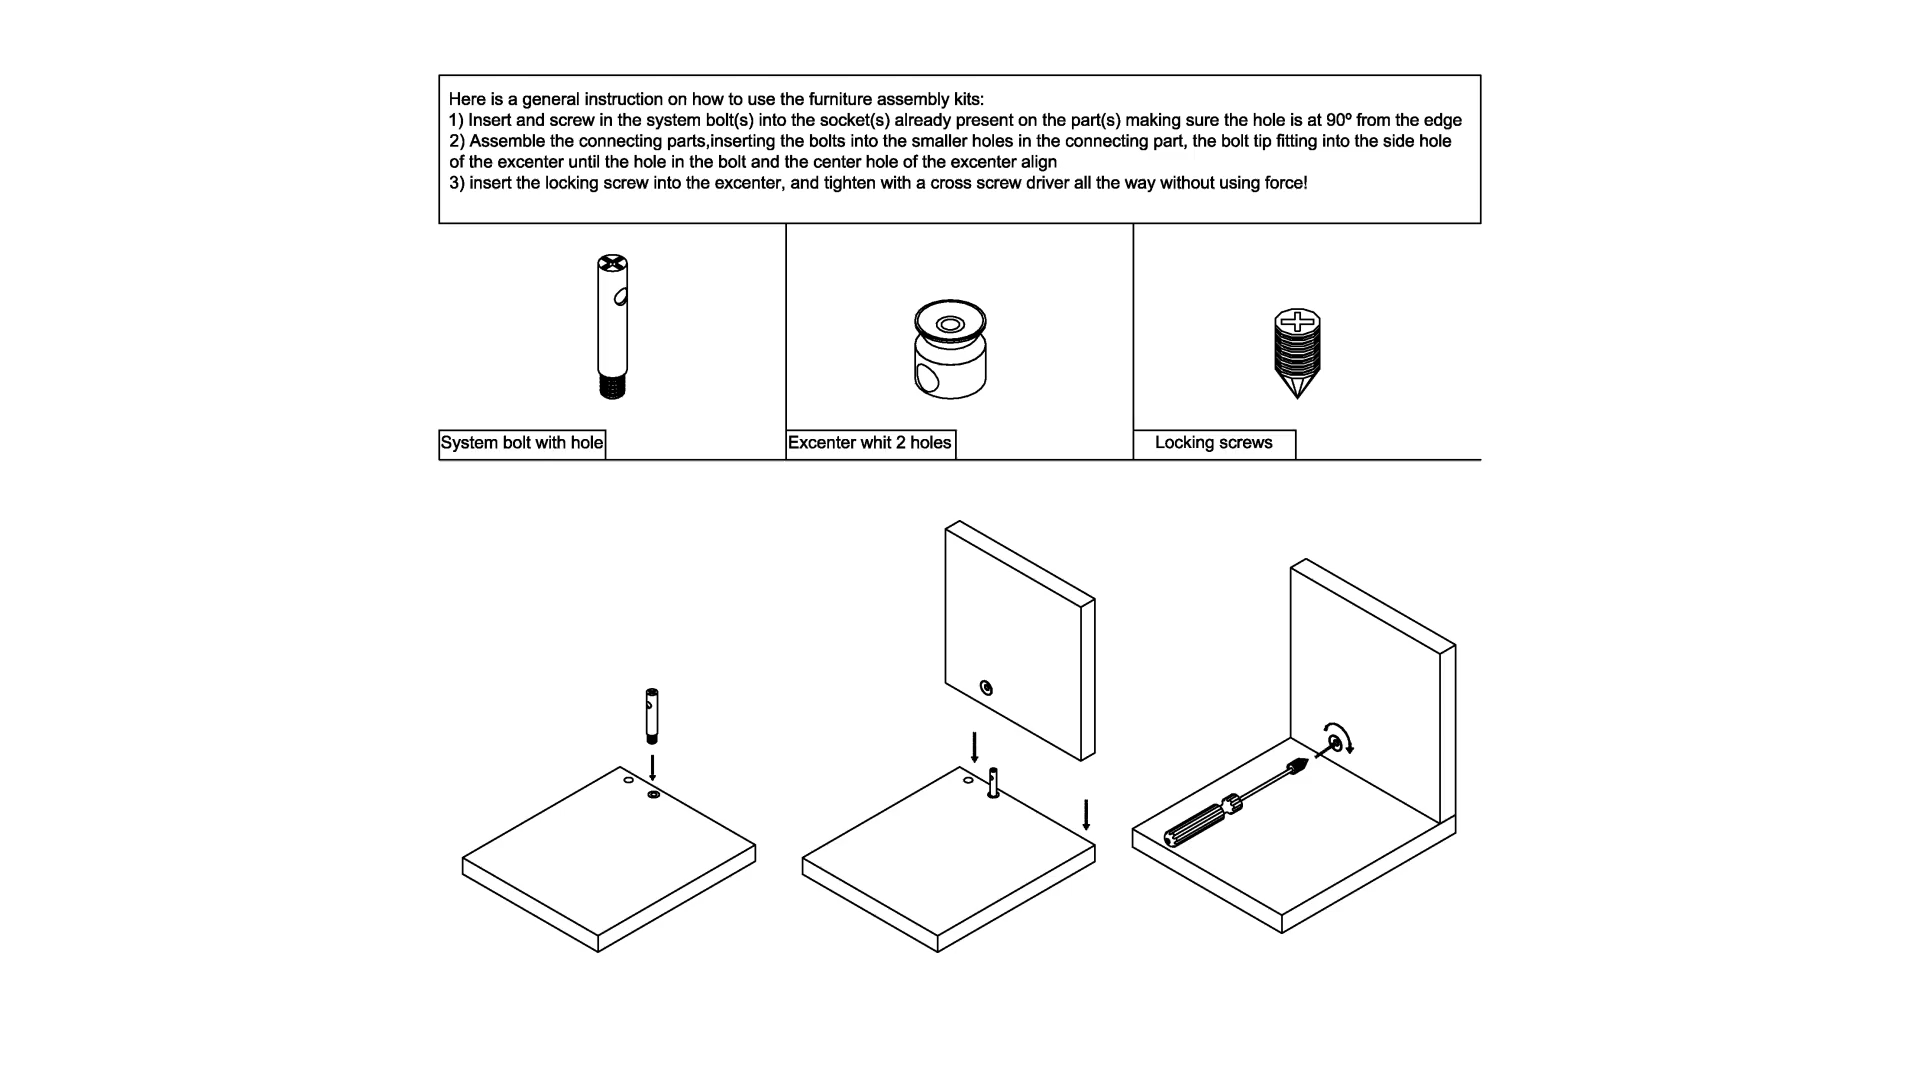 Here is a general instruction on how to use the furniture assembly kits:
1) Insert and screw in the system bolt(s) into the socket(s) already present on the part(s) making sure the hole is at 90º from the edge
2) Assemble the connecting parts,inserting the bolts into the smaller holes in the connecting part, the bolt tip fitting into the side hole
of the excenter until the hole in the bolt and the center hole of the excenter align
3) insert the locking screw into the excenter, and tighten with a cross screw driver all the way without using force!
System bolt with hole
Excenter whit 2 holes
Locking screws